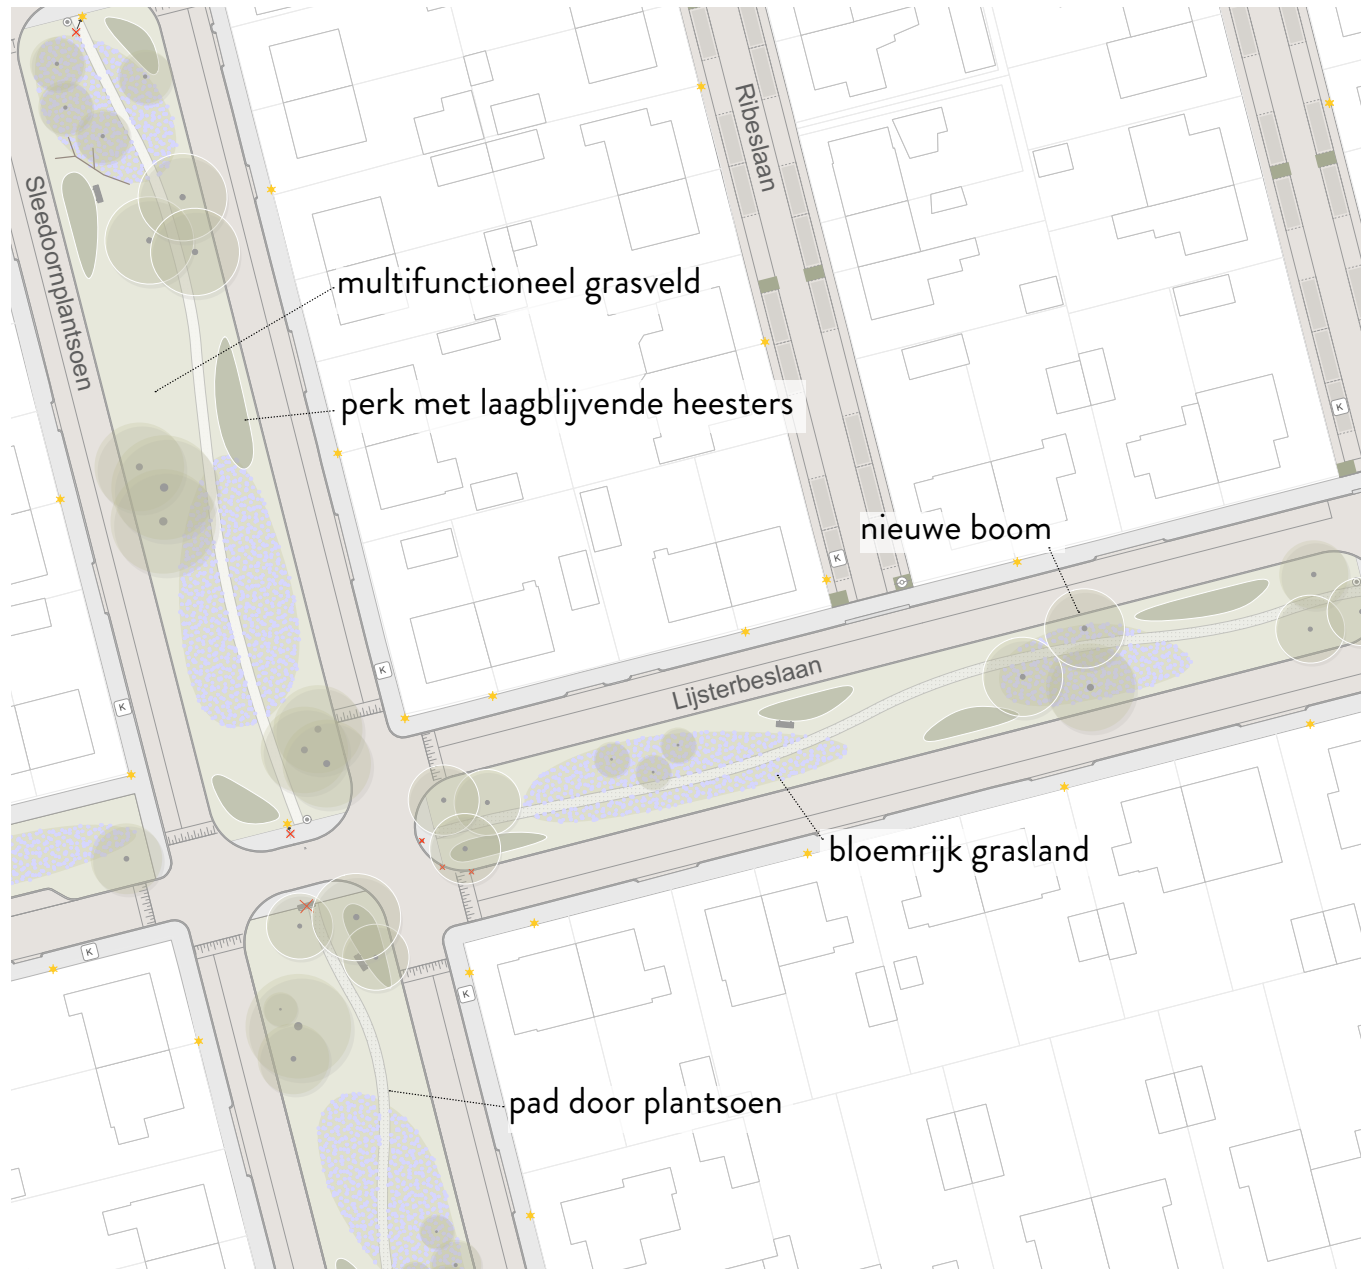 Ribeslaan
Sleedoornplantsoen
multifunctioneel grasveld
perk met laagblijvende heesters
K
nieuwe boom
K
K
Lijsterbeslaan
K
bloemrijk grasland
K
K
pad door plantsoen